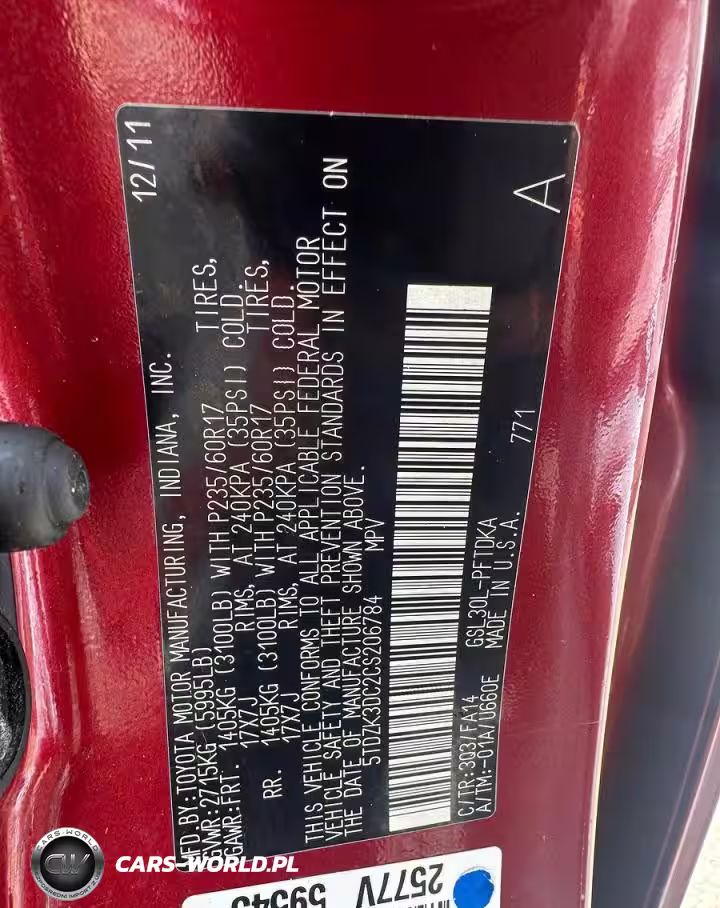 MFD BY:TOYOTA MOTOR MANUFACTURING, INDIANA, INC. 12/11
GVWR:2715KG (5995LB)
GAWR:FRT. 1405KG (3100LB) WITH P235/60R17 TIRES,
17X7J RIMS, AT 240KPA (35PSI) COLD.
RR. 1405KG (3100LB) WITH P235/60R17 TIRES,
17X7J RIMS, AT 240KPA (35PSI) COLD.
THIS VEHICLE CONFORMS TO ALL APPLICABLE FEDERAL MOTOR
VEHICLE SAFETY AND THEFT PREVENTION STANDARDS IN EFFECT ON
THE DATE OF MANUFACTURE SHOWN ABOVE.
5TDZK3DC2CS206784 MPV
C/TR:3Q3/FA14 GSL30L-PFTDKA 771 A
A/TM:-01A/U660E MADE IN U.S.A.
2577V
CARS-WORLD
CW
CARS-WORLD.PL